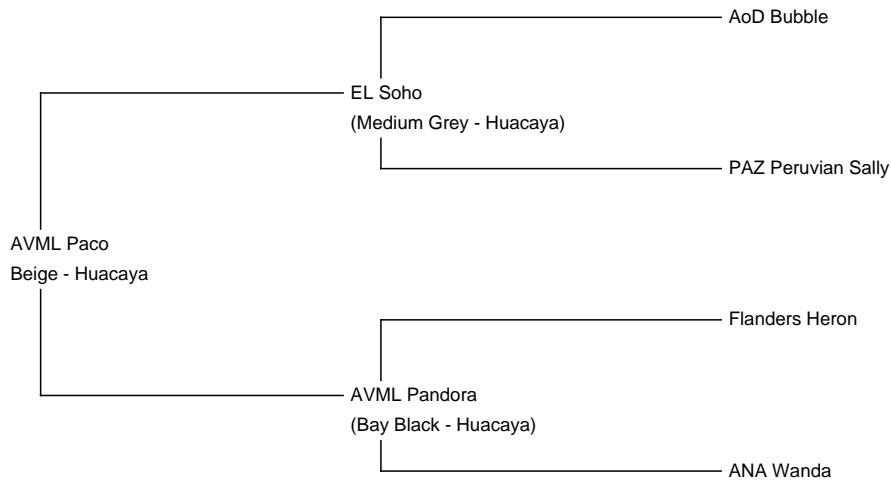 AoD Bubble
EL Soho
(Medium Grey - Huacaya)
PAZ Peruvian Sally
AVML Paco
Beige - Huacaya
Flanders Heron
AVML Pandora
(Bay Black - Huacaya)
ANA Wanda